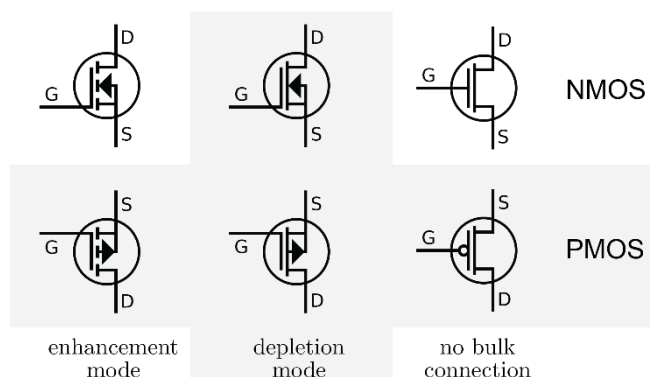 D D D
G G G NMOS
S S S
S S S
G G G PMOS
D D D
enhancement depletion no bulk
mode mode connection